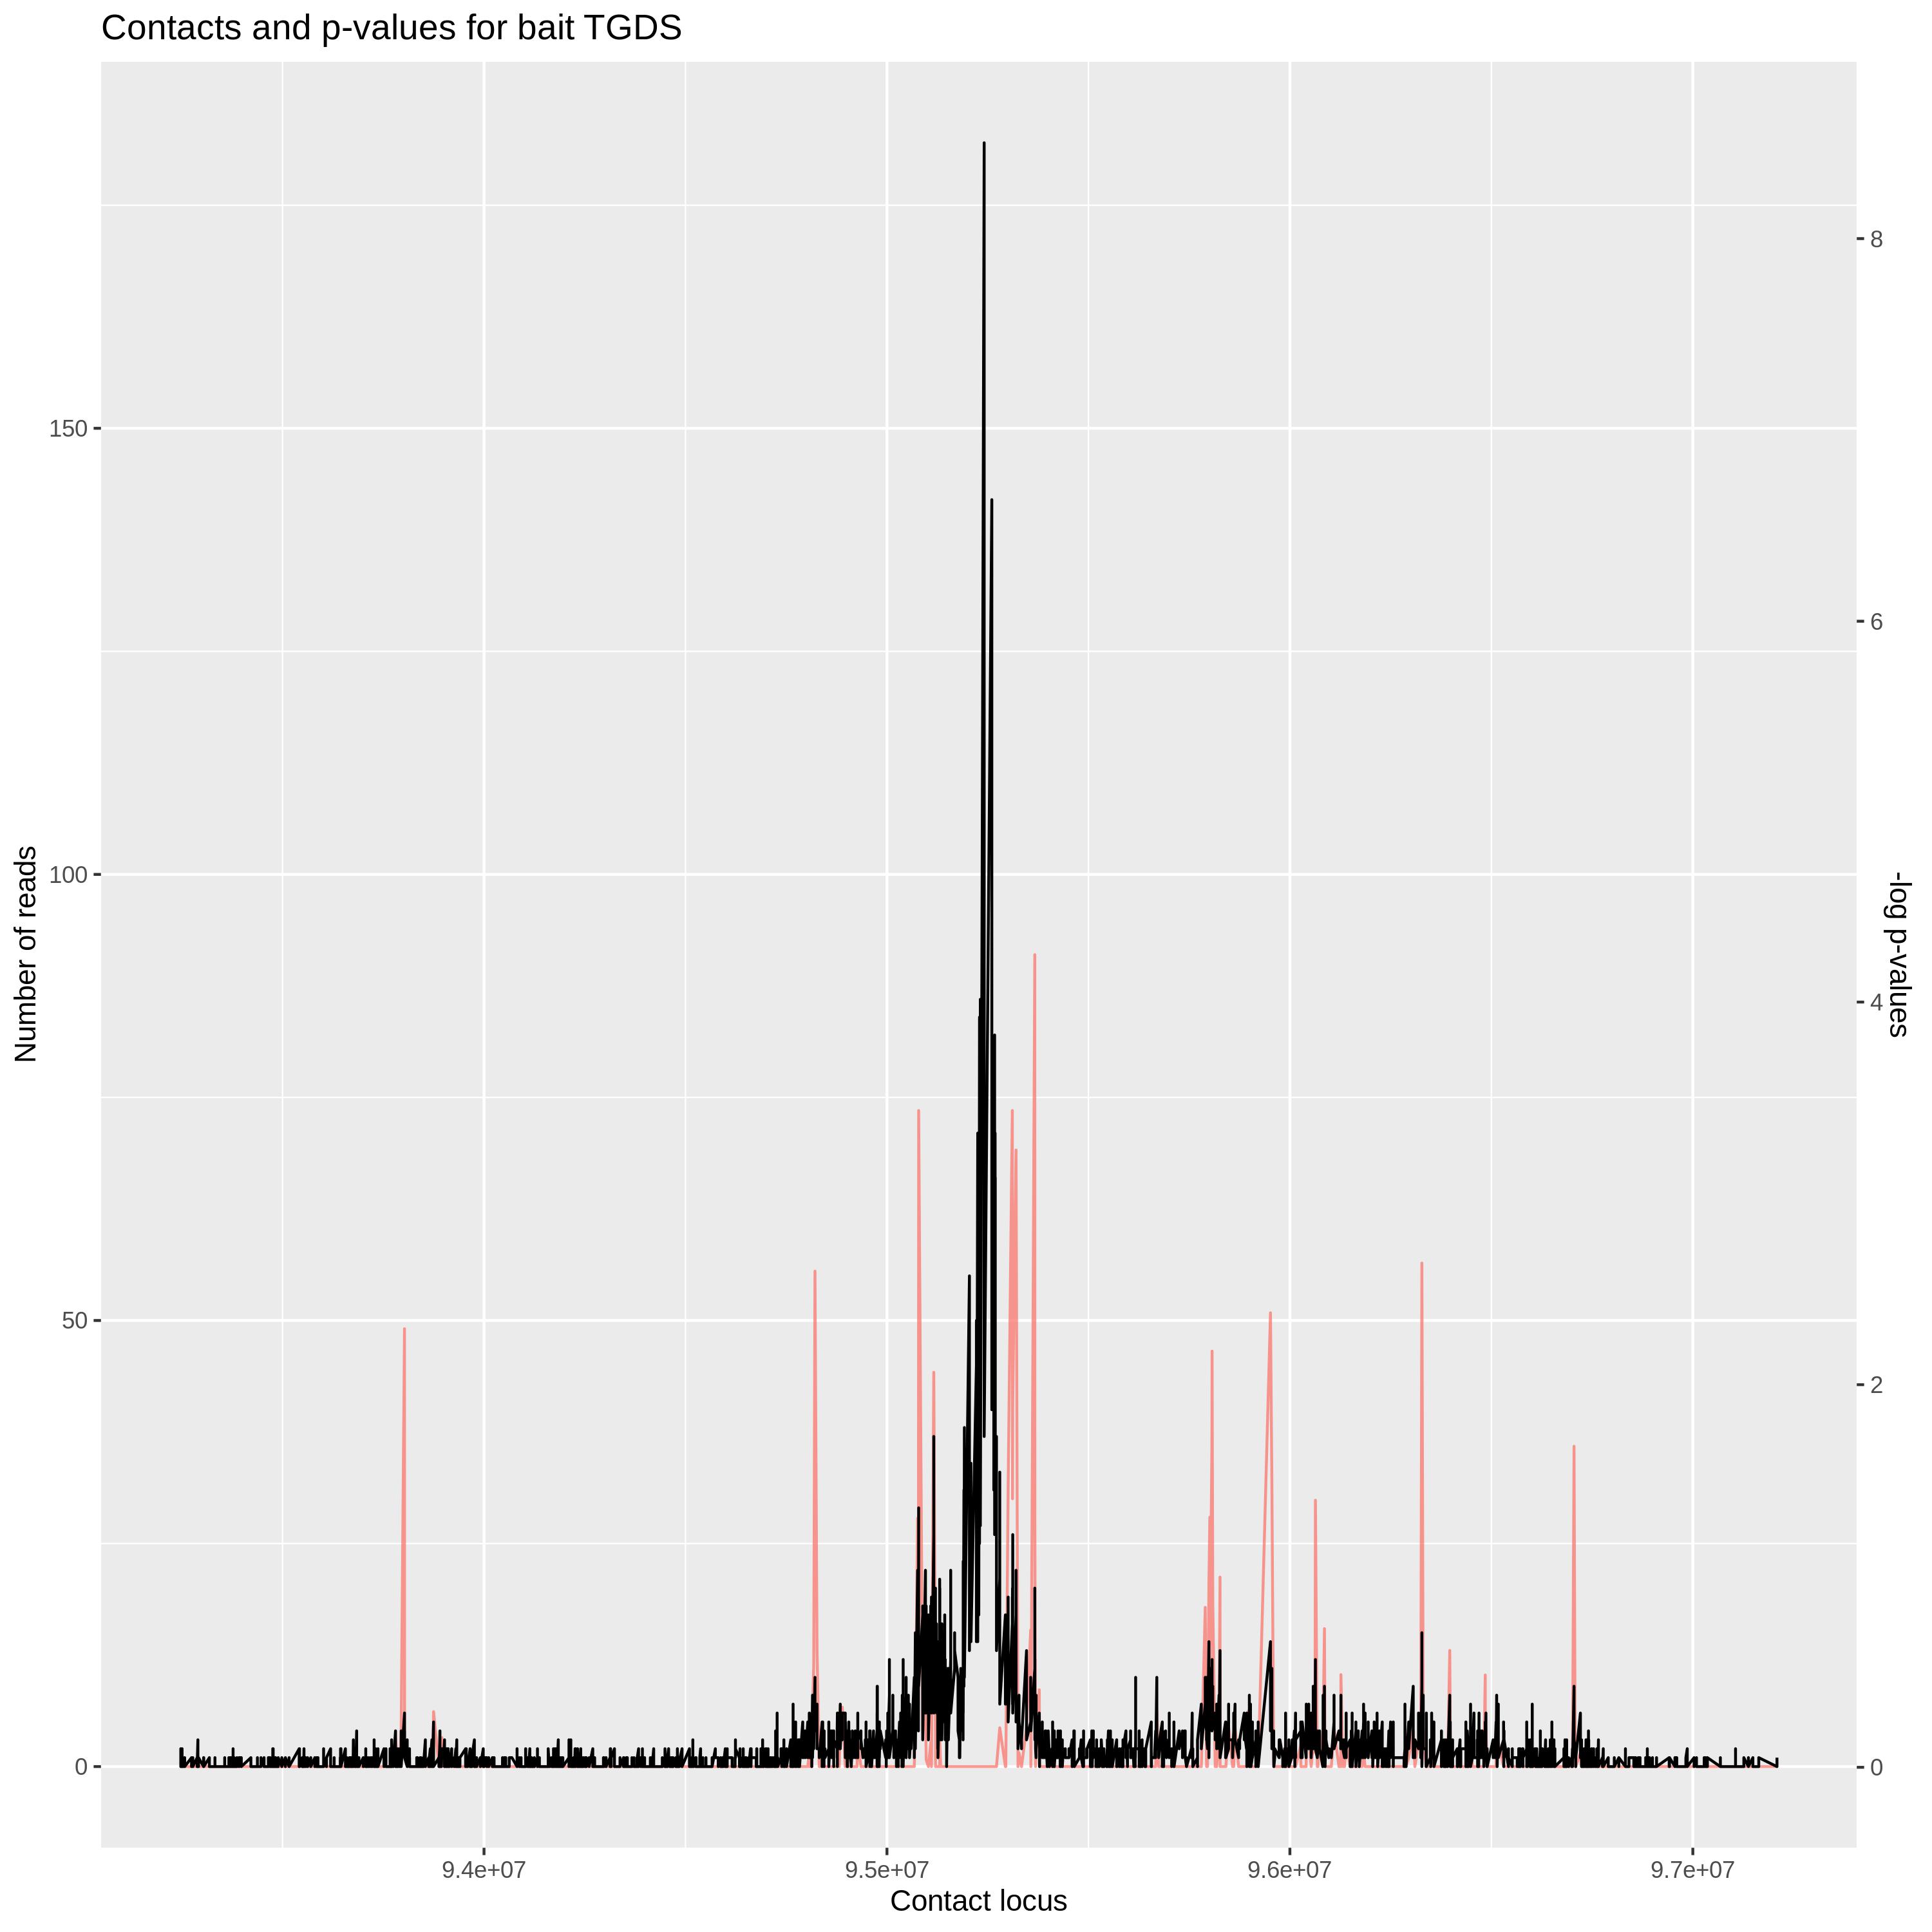 Contacts and p-values for bait TGDS
150
100
50
0
Number of reads
8
6
4
2
0
-log p-values
9.4e+07
9.5e+07
9.6e+07
9.7e+07
Contact locus